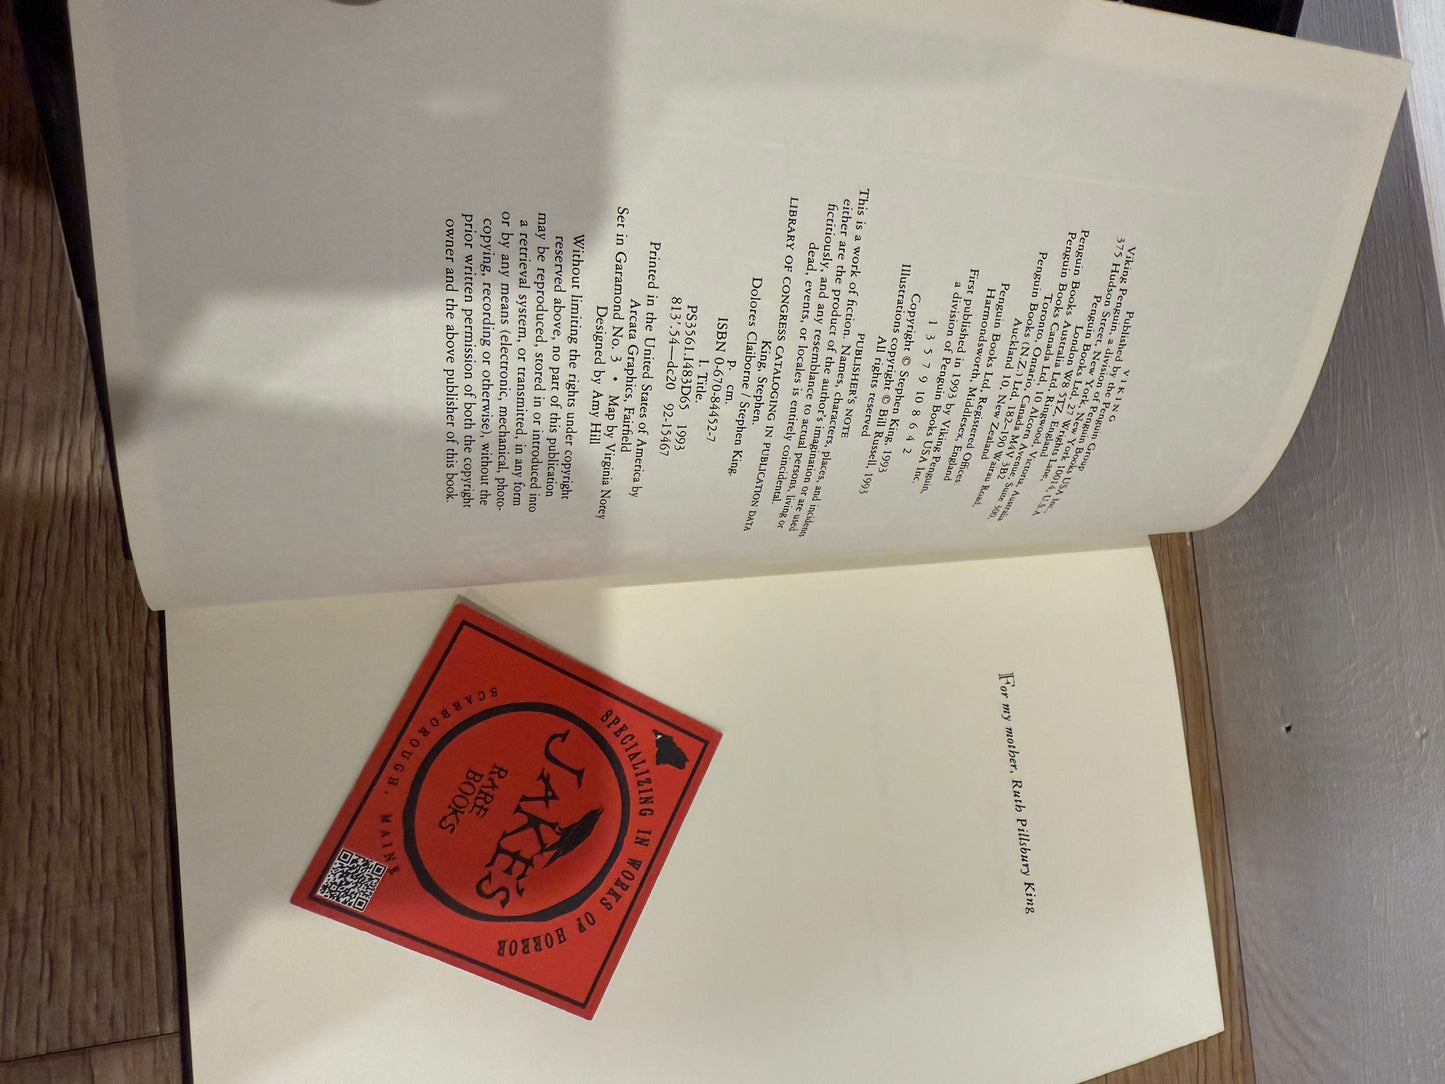 Published by VIKING
Viking Penguin, a division of the Penguin Group
375 Hudson Street, New York, New York 10014, U.S.A.
Penguin Books Ltd, 27 Wrights Lane,
London W8 5TZ, England
Penguin Books Australia Ltd, Ringwood, Victoria, Australia
Penguin Books Canada Ltd, 10 Alcorn Avenue, Suite 300,
Toronto, Ontario, Canada M4V 3B2
Penguin Books (N.Z.) Ltd, 182–190 Wairau Road,
Auckland 10, New Zealand
Penguin Books Ltd, Registered Offices:
Harmondsworth, Middlesex, England
First published in 1993 by Viking Penguin,
a division of Penguin Books USA Inc.
1 3 5 7 9 10 8 6 4 2
Copyright © Stephen King, 1993
Illustrations copyright © Bill Russell, 1993
All rights reserved
PUBLISHER'S NOTE
This is a work of fiction. Names, characters, places, and incidents
either are the product of the author's imagination or are used
fictitiously, and any resemblance to actual persons, living or
dead, events, or locales is entirely coincidental.
LIBRARY OF CONGRESS CATALOGING IN PUBLICATION DATA
King, Stephen.
Dolores Claiborne / Stephen King.
p. cm.
ISBN 0-670-84452-7
I. Title.
PS3561.I483D65 1993
813'.54—dc20 92-15467
Printed in the United States of America by
Arcata Graphics, Fairfield
Set in Garamond No. 3 • Map by Virginia Norey
Designed by Amy Hill
Without limiting the rights under copyright
reserved above, no part of this publication
may be reproduced, stored in or introduced into
a retrieval system, or transmitted, in any form
or by any means (electronic, mechanical, photo-
copying, recording or otherwise), without the
prior written permission of both the copyright
owner and the above publisher of this book.
For my mother, Ruth Pillsbury King
SPECIALIZING IN WORKS OF HORROR
JAKE'S
RARE
BOOKS
SCARBOROUGH, MAINE